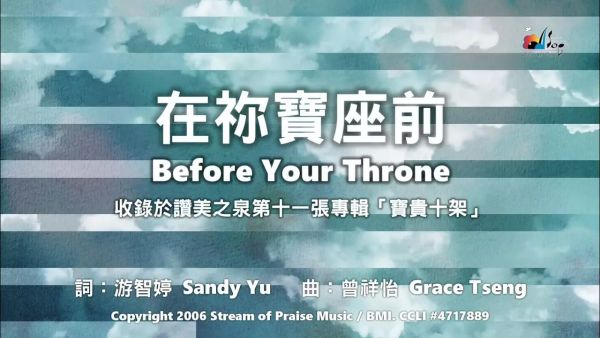 Sop
在祢寶座前
Before Your Throne
收錄於讚美之泉第十一張專輯「寶貴十架」
詞：游智婷 Sandy Yu 曲：曾祥怡 Grace Tseng
Copyright 2006 Stream of Praise Music / BMI. CCLI #4717889